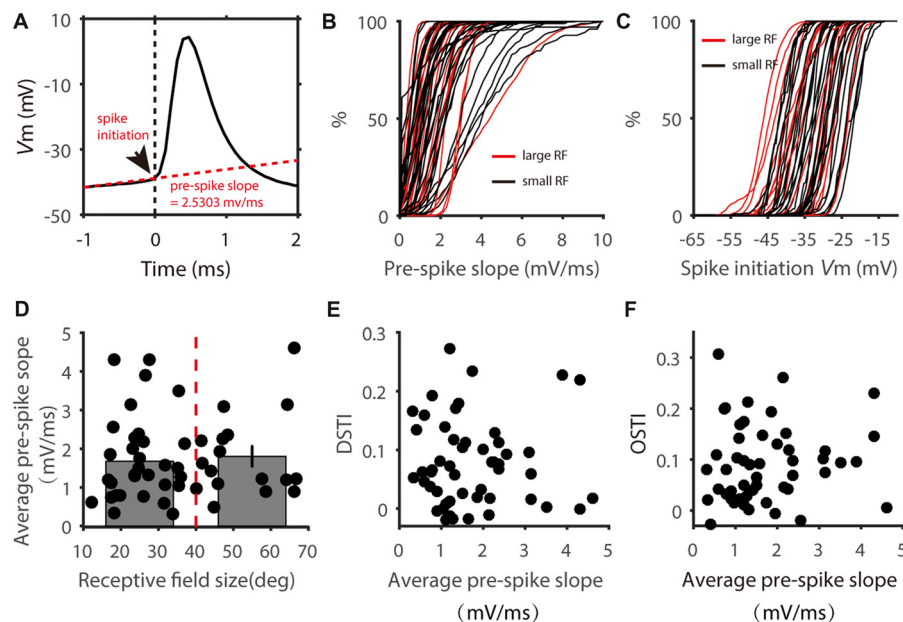 A
10
-10
-30
-50
Vm (mV)
spike
initiation
pre-spike slope
= 2.5303 mv/ms
-1
0
1
2
Time (ms)
B
100
50
0
%
large RF
small RF
0
2
4
6
8
10
Pre-spike slope (mV/ms)
C
100
50
0
%
large RF
small RF
-65
-55
-45
-35
-25
-15
Spike initiation Vm (mV)
D
5
4
3
2
1
0
Average pre-spike sope
(mV/ms)
10
20
30
40
50
60
70
Receptive field size(deg)
E
0.3
0.2
0.1
0
DSTI
0
1
2
3
4
5
Average pre-spike slope
(mV/ms)
F
0.3
0.2
0.1
0
OSTI
0
1
2
3
4
5
Average pre-spike slope
(mV/ms)